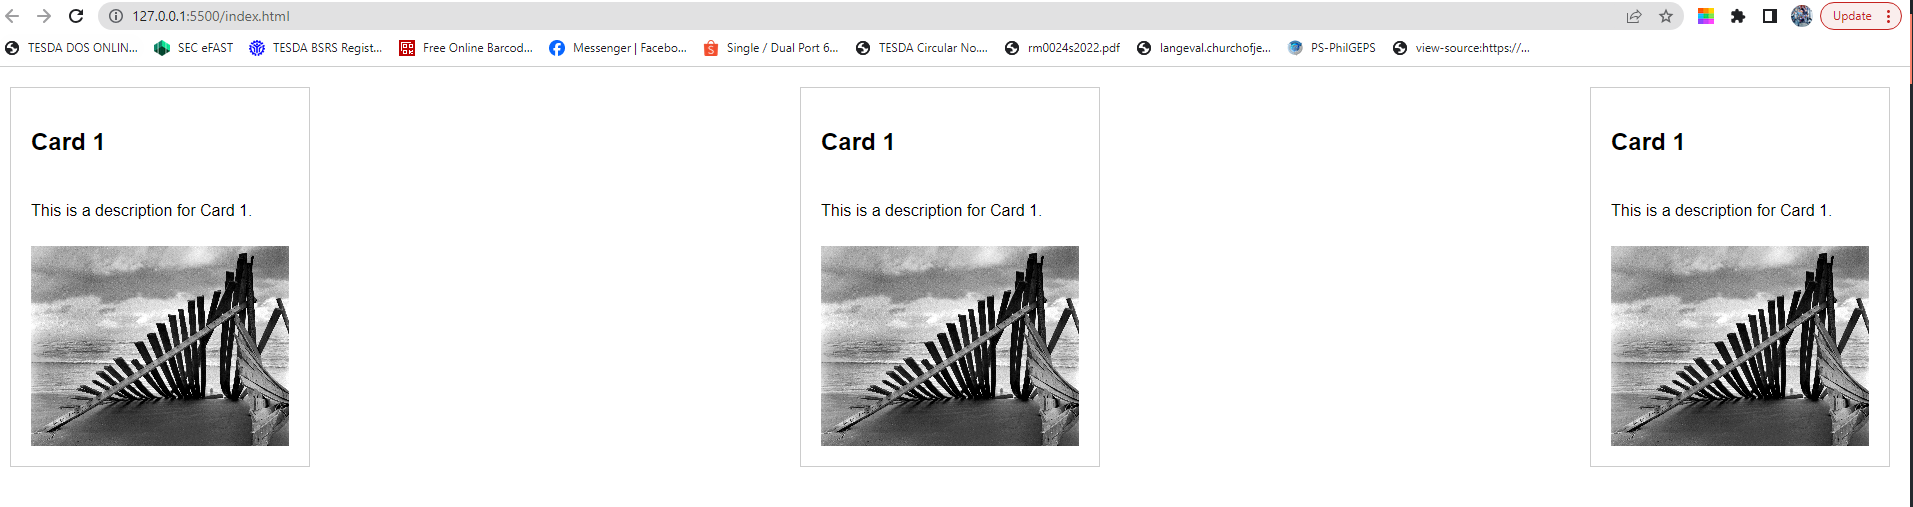 127.0.0.1:5500/index.html
Update
TESDA DOS ONLIN... SEC eFAST TESDA BSRS Regist... Free Online Barcod... Messenger | Facebo... Single / Dual Port 6... TESDA Circular No.... rm0024s2022.pdf langeval.churchofje... PS-PhilGEPS view-source:https://...
Card 1 Card 1 Card 1
This is a description for Card 1. This is a description for Card 1. This is a description for Card 1.